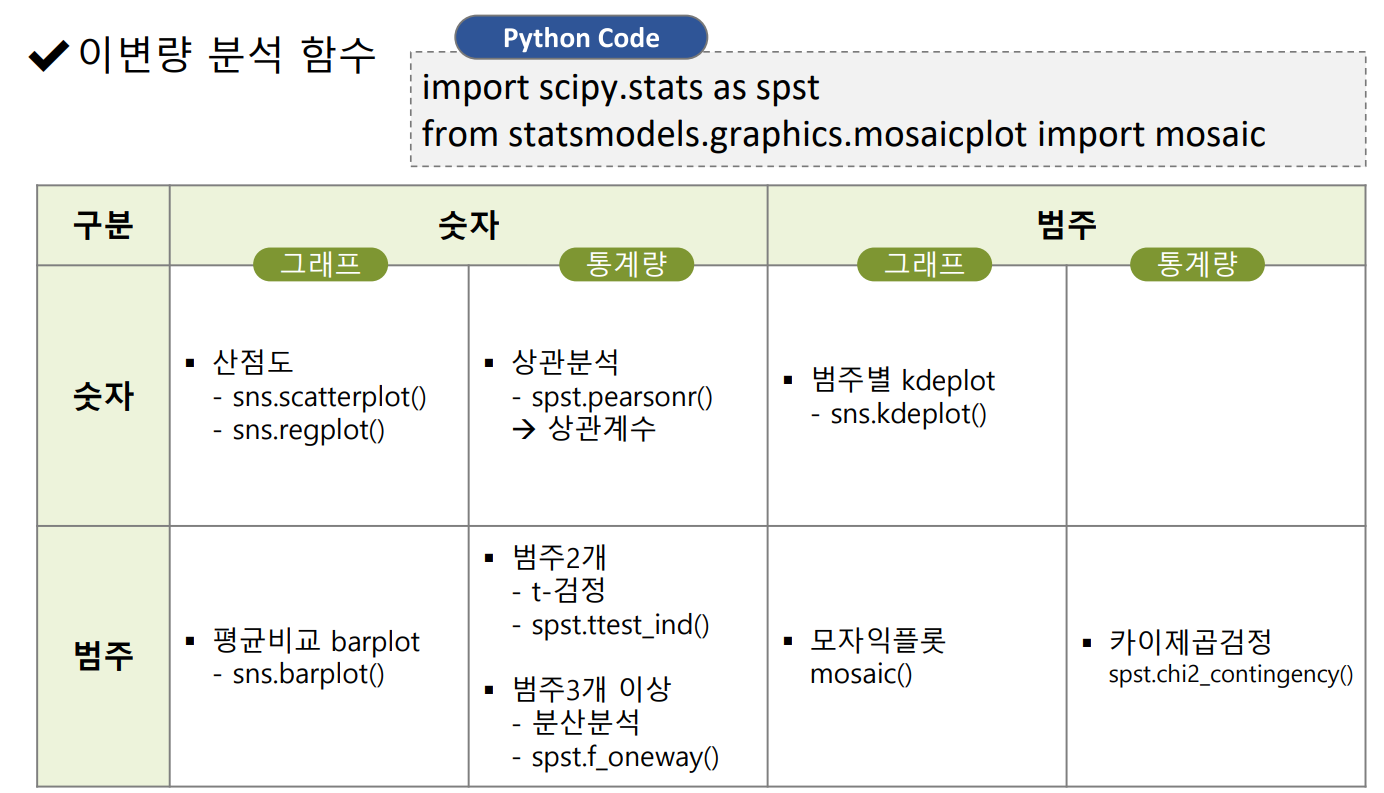 ✔ 이변량 분석 함수
Python Code
import scipy.stats as spst
from statsmodels.graphics.mosaicplot import mosaic
구분
숫자
범주
그래프
통계량
그래프
통계량
숫자
▪ 산점도
- sns.scatterplot()
- sns.regplot()
▪ 상관분석
- spst.pearsonr()
→ 상관계수
▪ 범주별 kdeplot
- sns.kdeplot()
범주
▪ 평균비교 barplot
- sns.barplot()
▪ 범주2개
- t-검정
- spst.ttest_ind()
▪ 범주3개 이상
- 분산분석
- spst.f_oneway()
▪ 모자익플롯
mosaic()
▪ 카이제곱검정
spst.chi2_contingency()